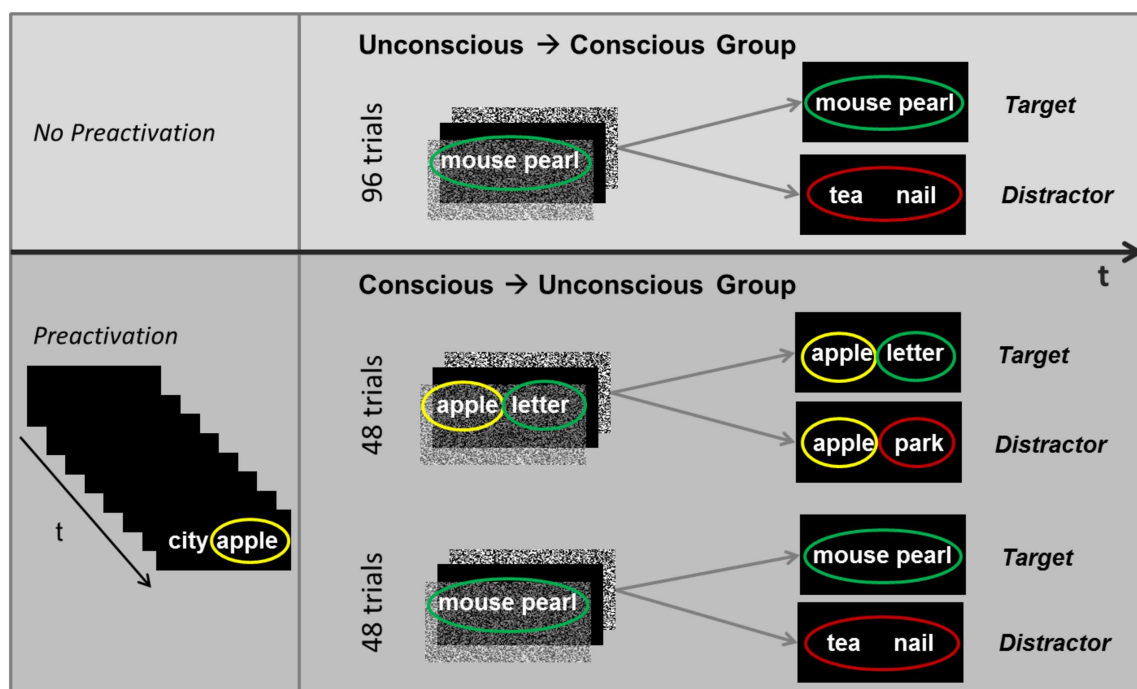 Unconscious → Conscious Group
No Preactivation
96 trials
mouse pearl
mouse pearl
Target
tea nail
Distractor
t
Conscious → Unconscious Group
Preactivation
t
city apple
48 trials
apple letter
apple letter
Target
apple park
Distractor
48 trials
mouse pearl
mouse pearl
Target
tea nail
Distractor